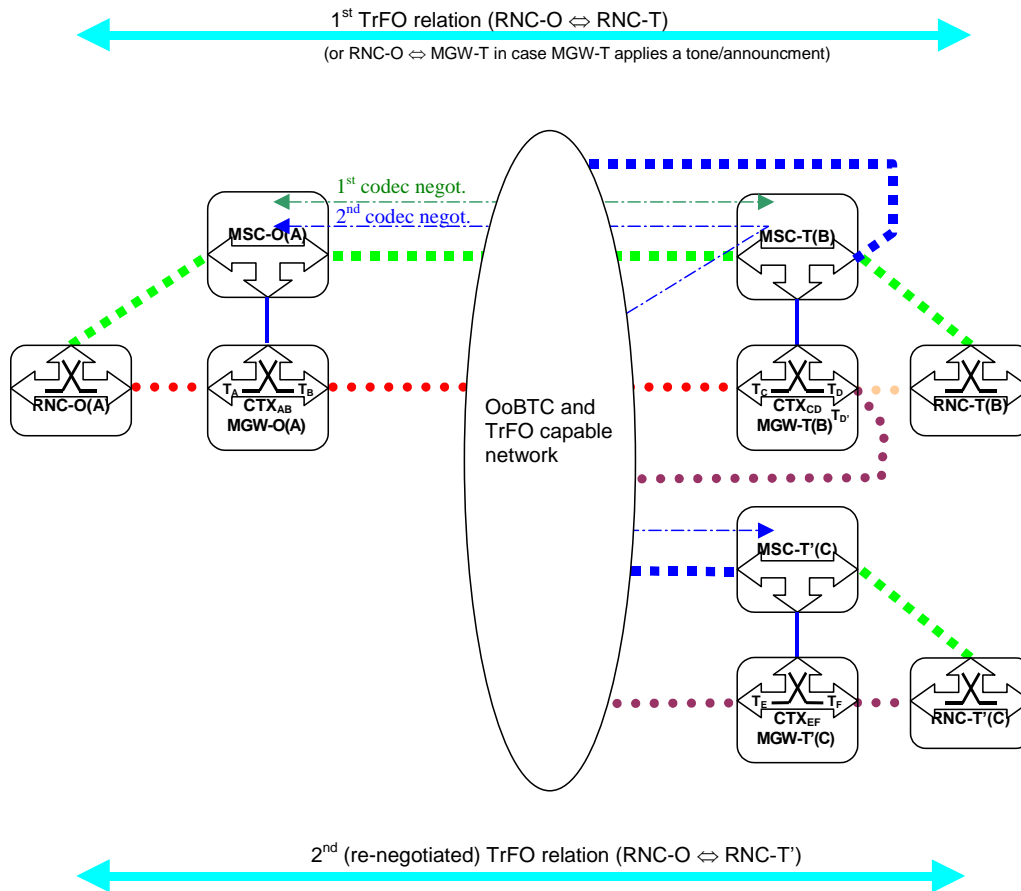 1st TrFO relation (RNC-O ⇔ RNC-T)
(or RNC-O ⇔ MGW-T in case MGW-T applies a tone/announcment)
1st codec negot.
2nd codec negot.
MSC-O(A)
MSC-T(B)
RNC-O(A)
TA TB
CTXAB
MGW-O(A)
OoBTC and
TrFO capable
network
TC TD
CTXCD TD'
MGW-T(B)
RNC-T(B)
MSC-T'(C)
TE TF
CTXEF
MGW-T'(C)
RNC-T'(C)
2nd (re-negotiated) TrFO relation (RNC-O ⇔ RNC-T')